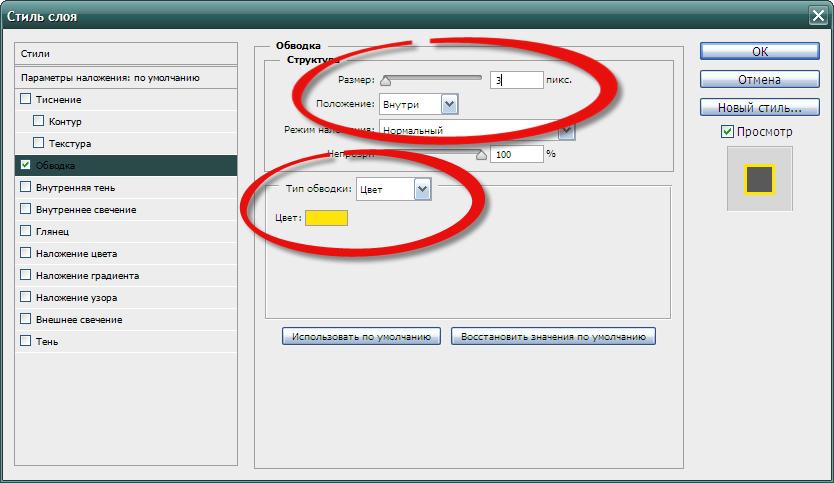 Стиль слоя
Стили
Параметры наложения: по умолчанию
Тиснение
Контур
Текстура
Обводка
Внутренняя тень
Внутреннее свечение
Глянец
Наложение цвета
Наложение градиента
Наложение узора
Внешнее свечение
Тень
Обводка
Структура
Размер: 3 пикс.
Положение: Внутри
Режим наложения: Нормальный
100 %
Тип обводки: Цвет
Цвет:
Использовать по умолчанию
Восстановить значения по умолчанию
ОК
Отмена
Новый стиль...
Просмотр